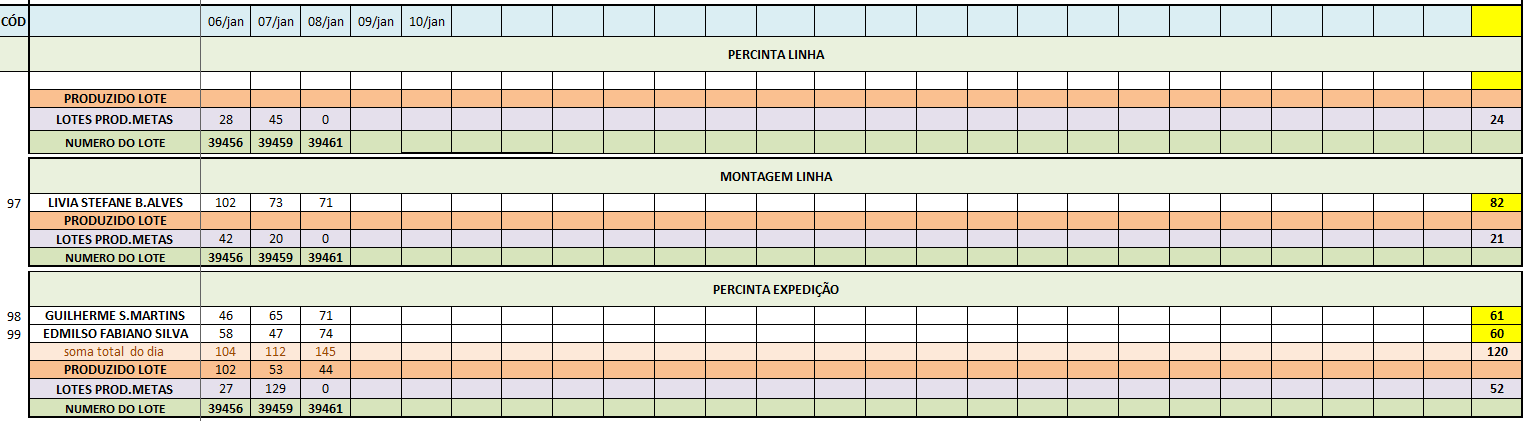 CÓD 06/jan 07/jan 08/jan 09/jan 10/jan
PERCINTA LINHA
PRODUZIDO LOTE
LOTES PROD.METAS 28 45 0 24
NUMERO DO LOTE 39456 39459 39461
MONTAGEM LINHA
97 LIVIA STEFANE B.ALVES 102 73 71 82
PRODUZIDO LOTE
LOTES PROD.METAS 42 20 0 21
NUMERO DO LOTE 39456 39459 39461
PERCINTA EXPEDIÇÃO
98 GUILHERME S.MARTINS 46 65 71 61
99 EDMILSO FABIANO SILVA 58 47 74 60
soma total do dia 104 112 145 120
PRODUZIDO LOTE 102 53 44
LOTES PROD.METAS 27 129 0 52
NUMERO DO LOTE 39456 39459 39461